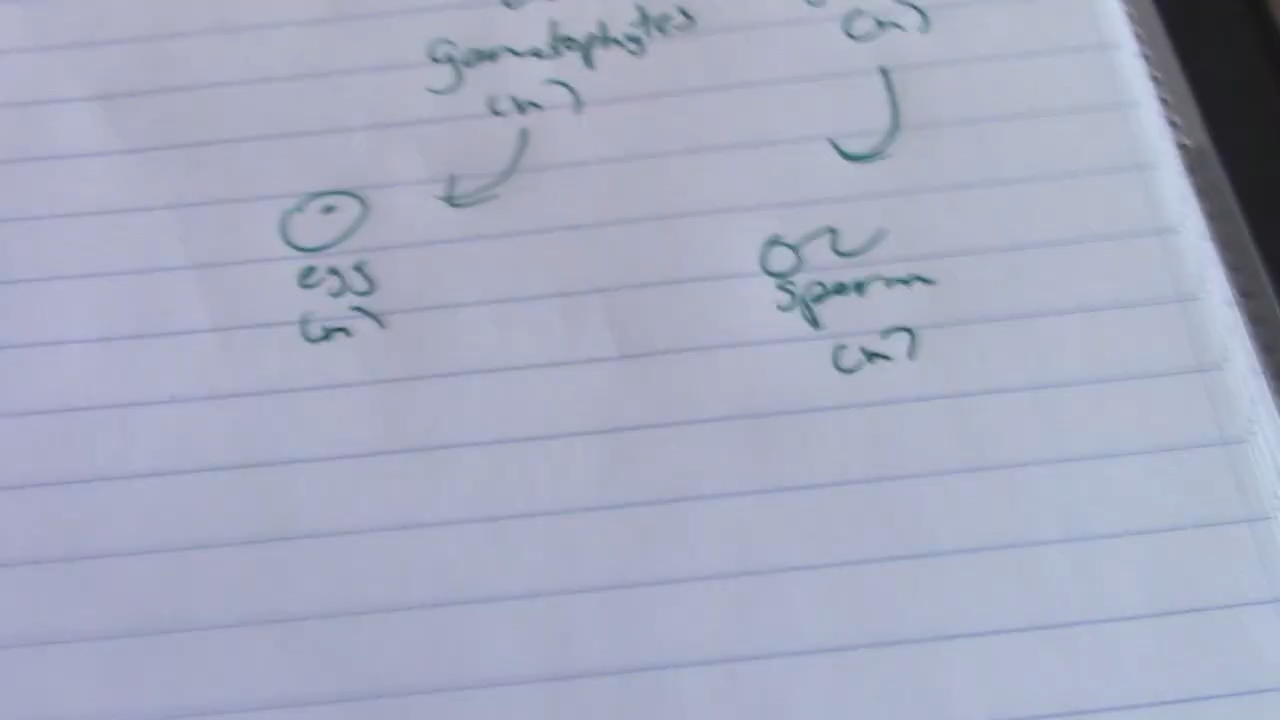 gametophytes
(n)
(n)
egg
(n)
sperm
(n)